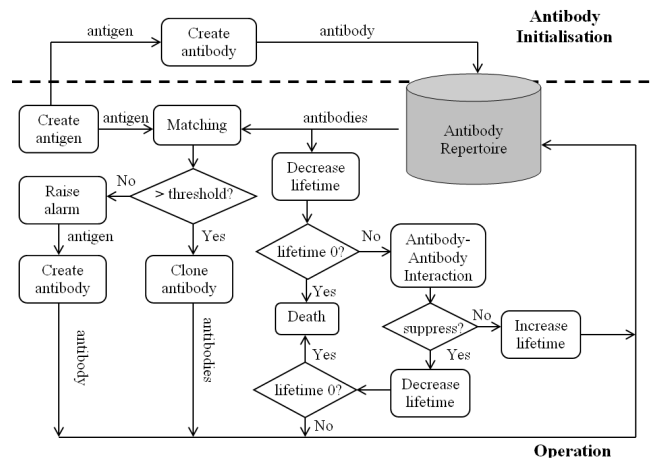 Antibody
Initialisation
antigen
Create
antibody
antibody
Create
antigen
antigen
Matching
antibodies
Antibody
Repertoire
Decrease
lifetime
Raise
alarm
No
> threshold?
antigen
Yes
Create
antibody
Clone
antibody
lifetime 0?
No
Antibody-
Antibody
Interaction
Yes
Death
suppress?
No
Increase
lifetime
Yes
Yes
Decrease
lifetime
lifetime 0?
No
antibody
antibodies
Operation